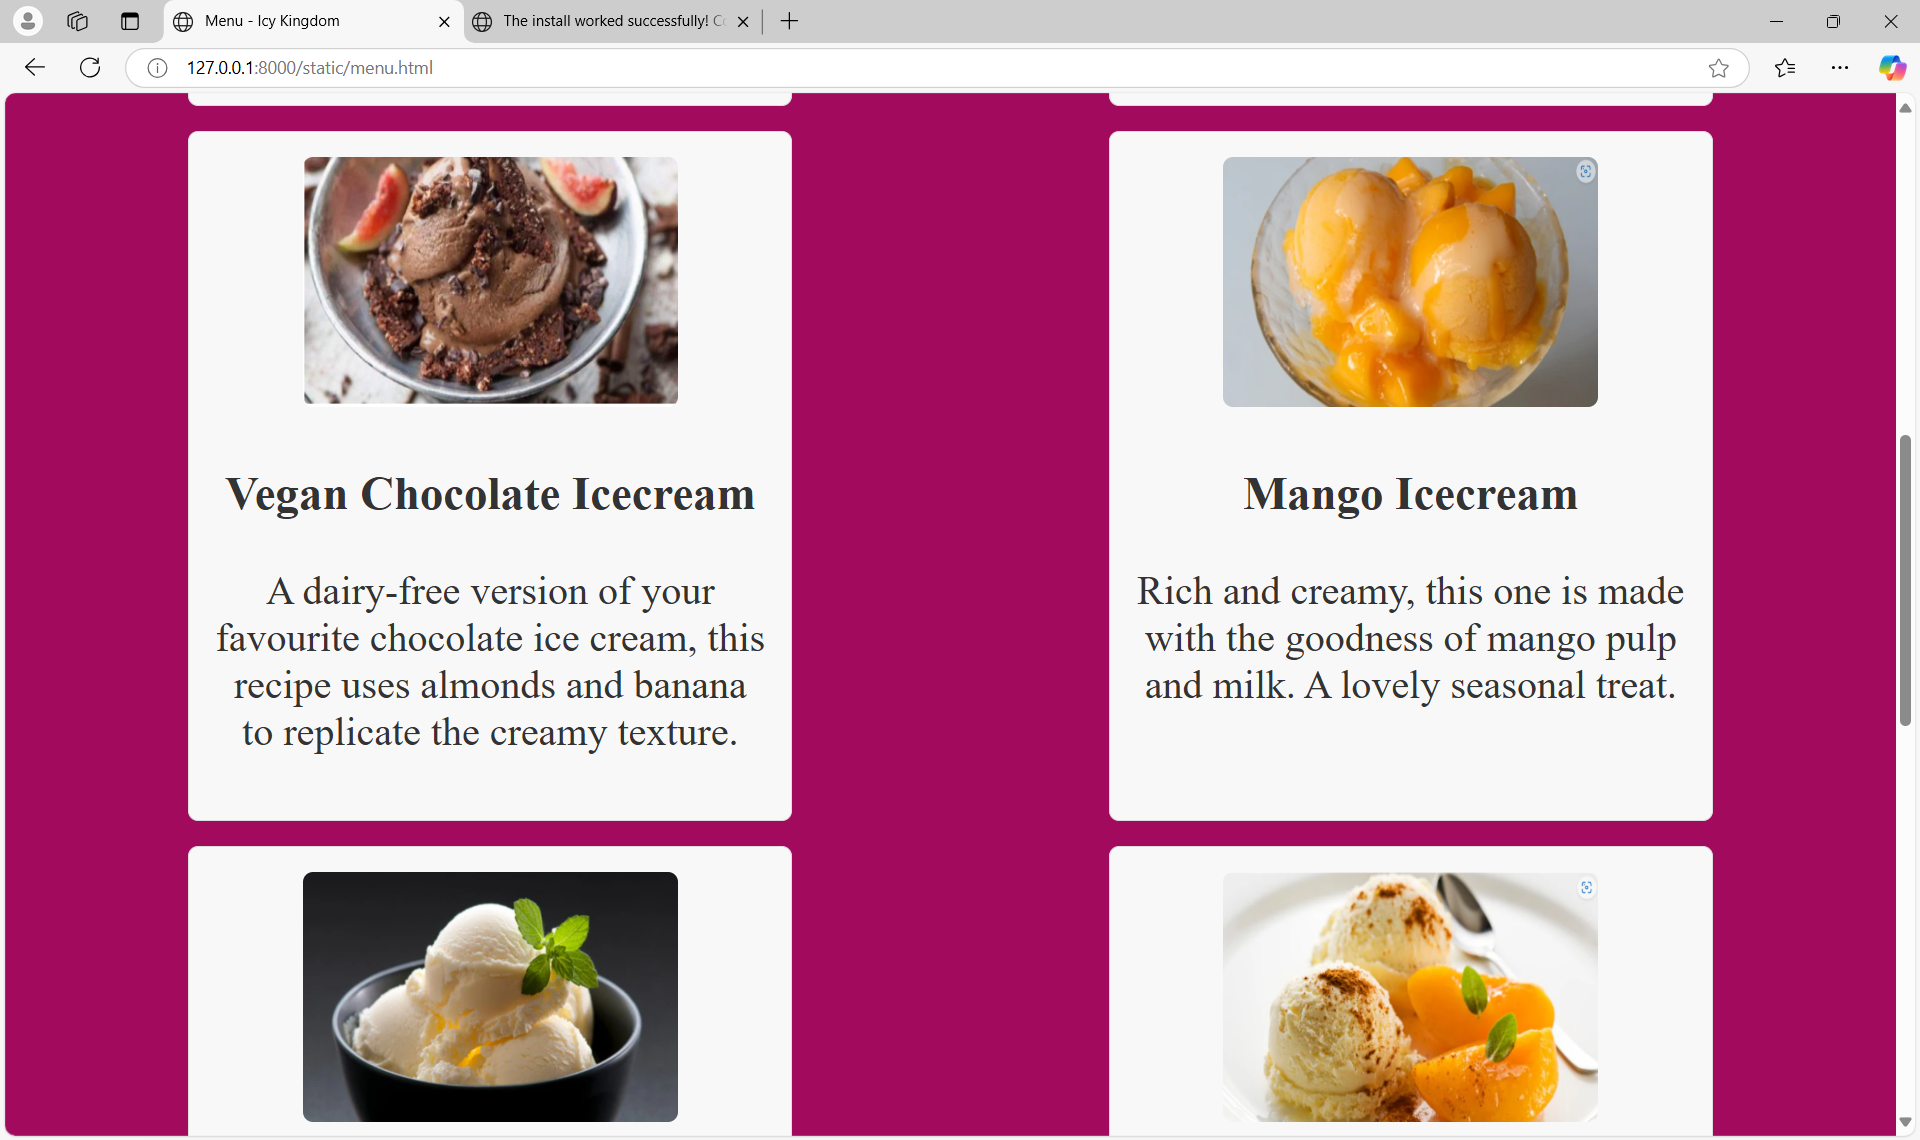 Menu - Icy Kingdom
The install worked successfully!
127.0.0.1:8000/static/menu.html
Vegan Chocolate Icecream
A dairy-free version of your
favourite chocolate ice cream, this
recipe uses almonds and banana
to replicate the creamy texture.
Mango Icecream
Rich and creamy, this one is made
with the goodness of mango pulp
and milk. A lovely seasonal treat.